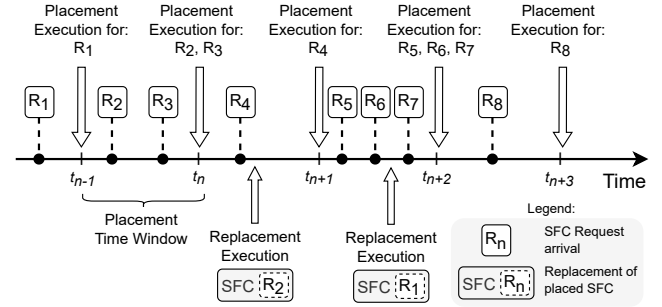 Placement
Execution for:
R1
Placement
Execution for:
R2, R3
Placement
Execution for:
R4
Placement
Execution for:
R5, R6, R7
Placement
Execution for:
R8
R1
R2
R3
R4
R5
R6
R7
R8
tn-1
tn
tn+1
tn+2
tn+3
Time
Placement
Time Window
Replacement
Execution
SFC R2
Replacement
Execution
SFC R1
Legend:
Rn
SFC Request
arrival
SFC Rn
Replacement of
placed SFC